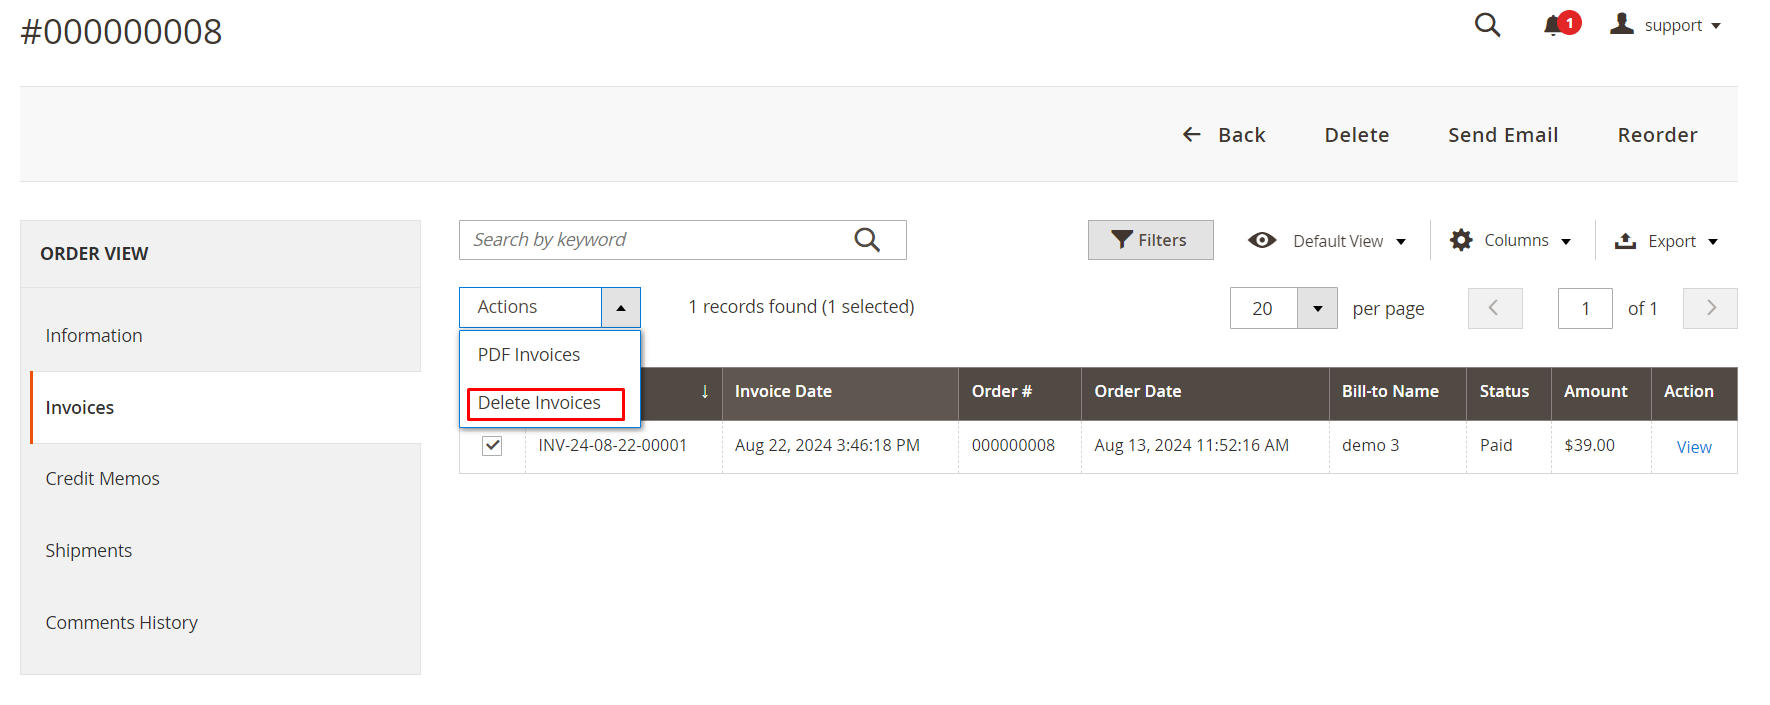 #000000008
1
support
Back
Delete
Send Email
Reorder
ORDER VIEW
Information
Invoices
Credit Memos
Shipments
Comments History
Search by keyword
Filters
Default View
Columns
Export
Actions
1 records found (1 selected)
20
per page
1
of 1
PDF Invoices
Delete Invoices
Invoice Date
Order #
Order Date
Bill-to Name
Status
Amount
Action
INV-24-08-22-00001
Aug 22, 2024 3:46:18 PM
000000008
Aug 13, 2024 11:52:16 AM
demo 3
Paid
$39.00
View